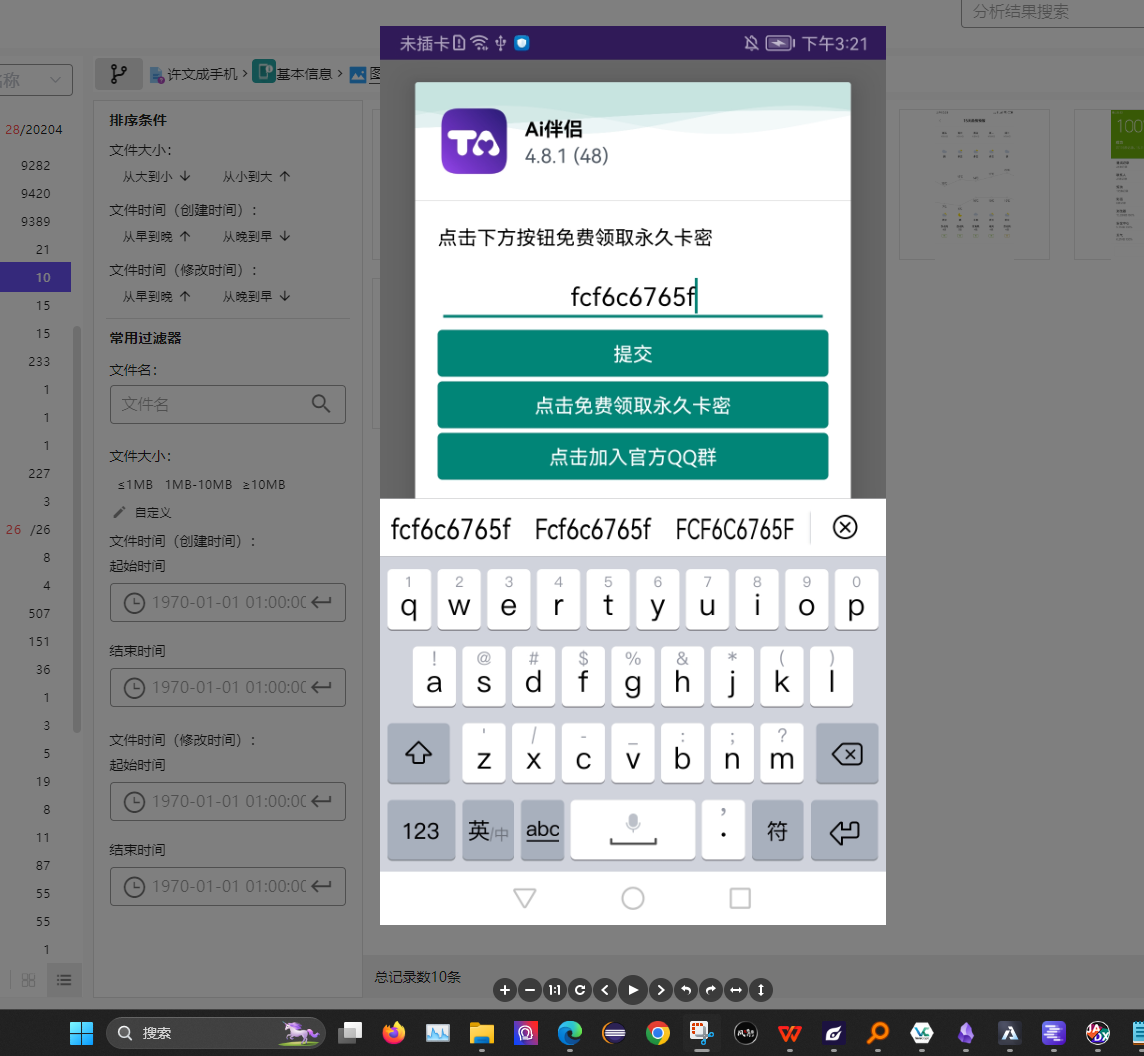 分析结果搜索
未插卡
下午3:21
许文成手机
基本信息
28/20204
9282
9420
9389
21
10
15
15
233
1
1
1
227
3
26 /26
8
4
507
151
36
1
3
5
19
8
11
87
55
55
1
排序条件
文件大小:
从大到小 ↓ 从小到大 ↑
文件时间（创建时间）:
从早到晚 ↑ 从晚到早 ↓
文件时间（修改时间）:
从早到晚 ↑ 从晚到早 ↓
常用过滤器
文件名:
文件名
文件大小:
≤1MB 1MB-10MB ≥10MB
自定义
文件时间（创建时间）:
起始时间
1970-01-01 01:00:00
结束时间
1970-01-01 01:00:00
文件时间（修改时间）:
起始时间
1970-01-01 01:00:00
结束时间
1970-01-01 01:00:00
Ai伴侣
4.8.1 (48)
点击下方按钮免费领取永久卡密
fcf6c6765f
提交
点击免费领取永久卡密
点击加入官方QQ群
fcf6c6765f Fcf6c6765f FCF6C6765F
1 2 3 4 5 6 7 8 9 0
q w e r t y u i o p
! @ # $ % & * ( )
a s d f g h j k l
' / - _ : ; ?
z x c v b n m
123 英/中 abc , . 符
总记录数10条
1:1
搜索